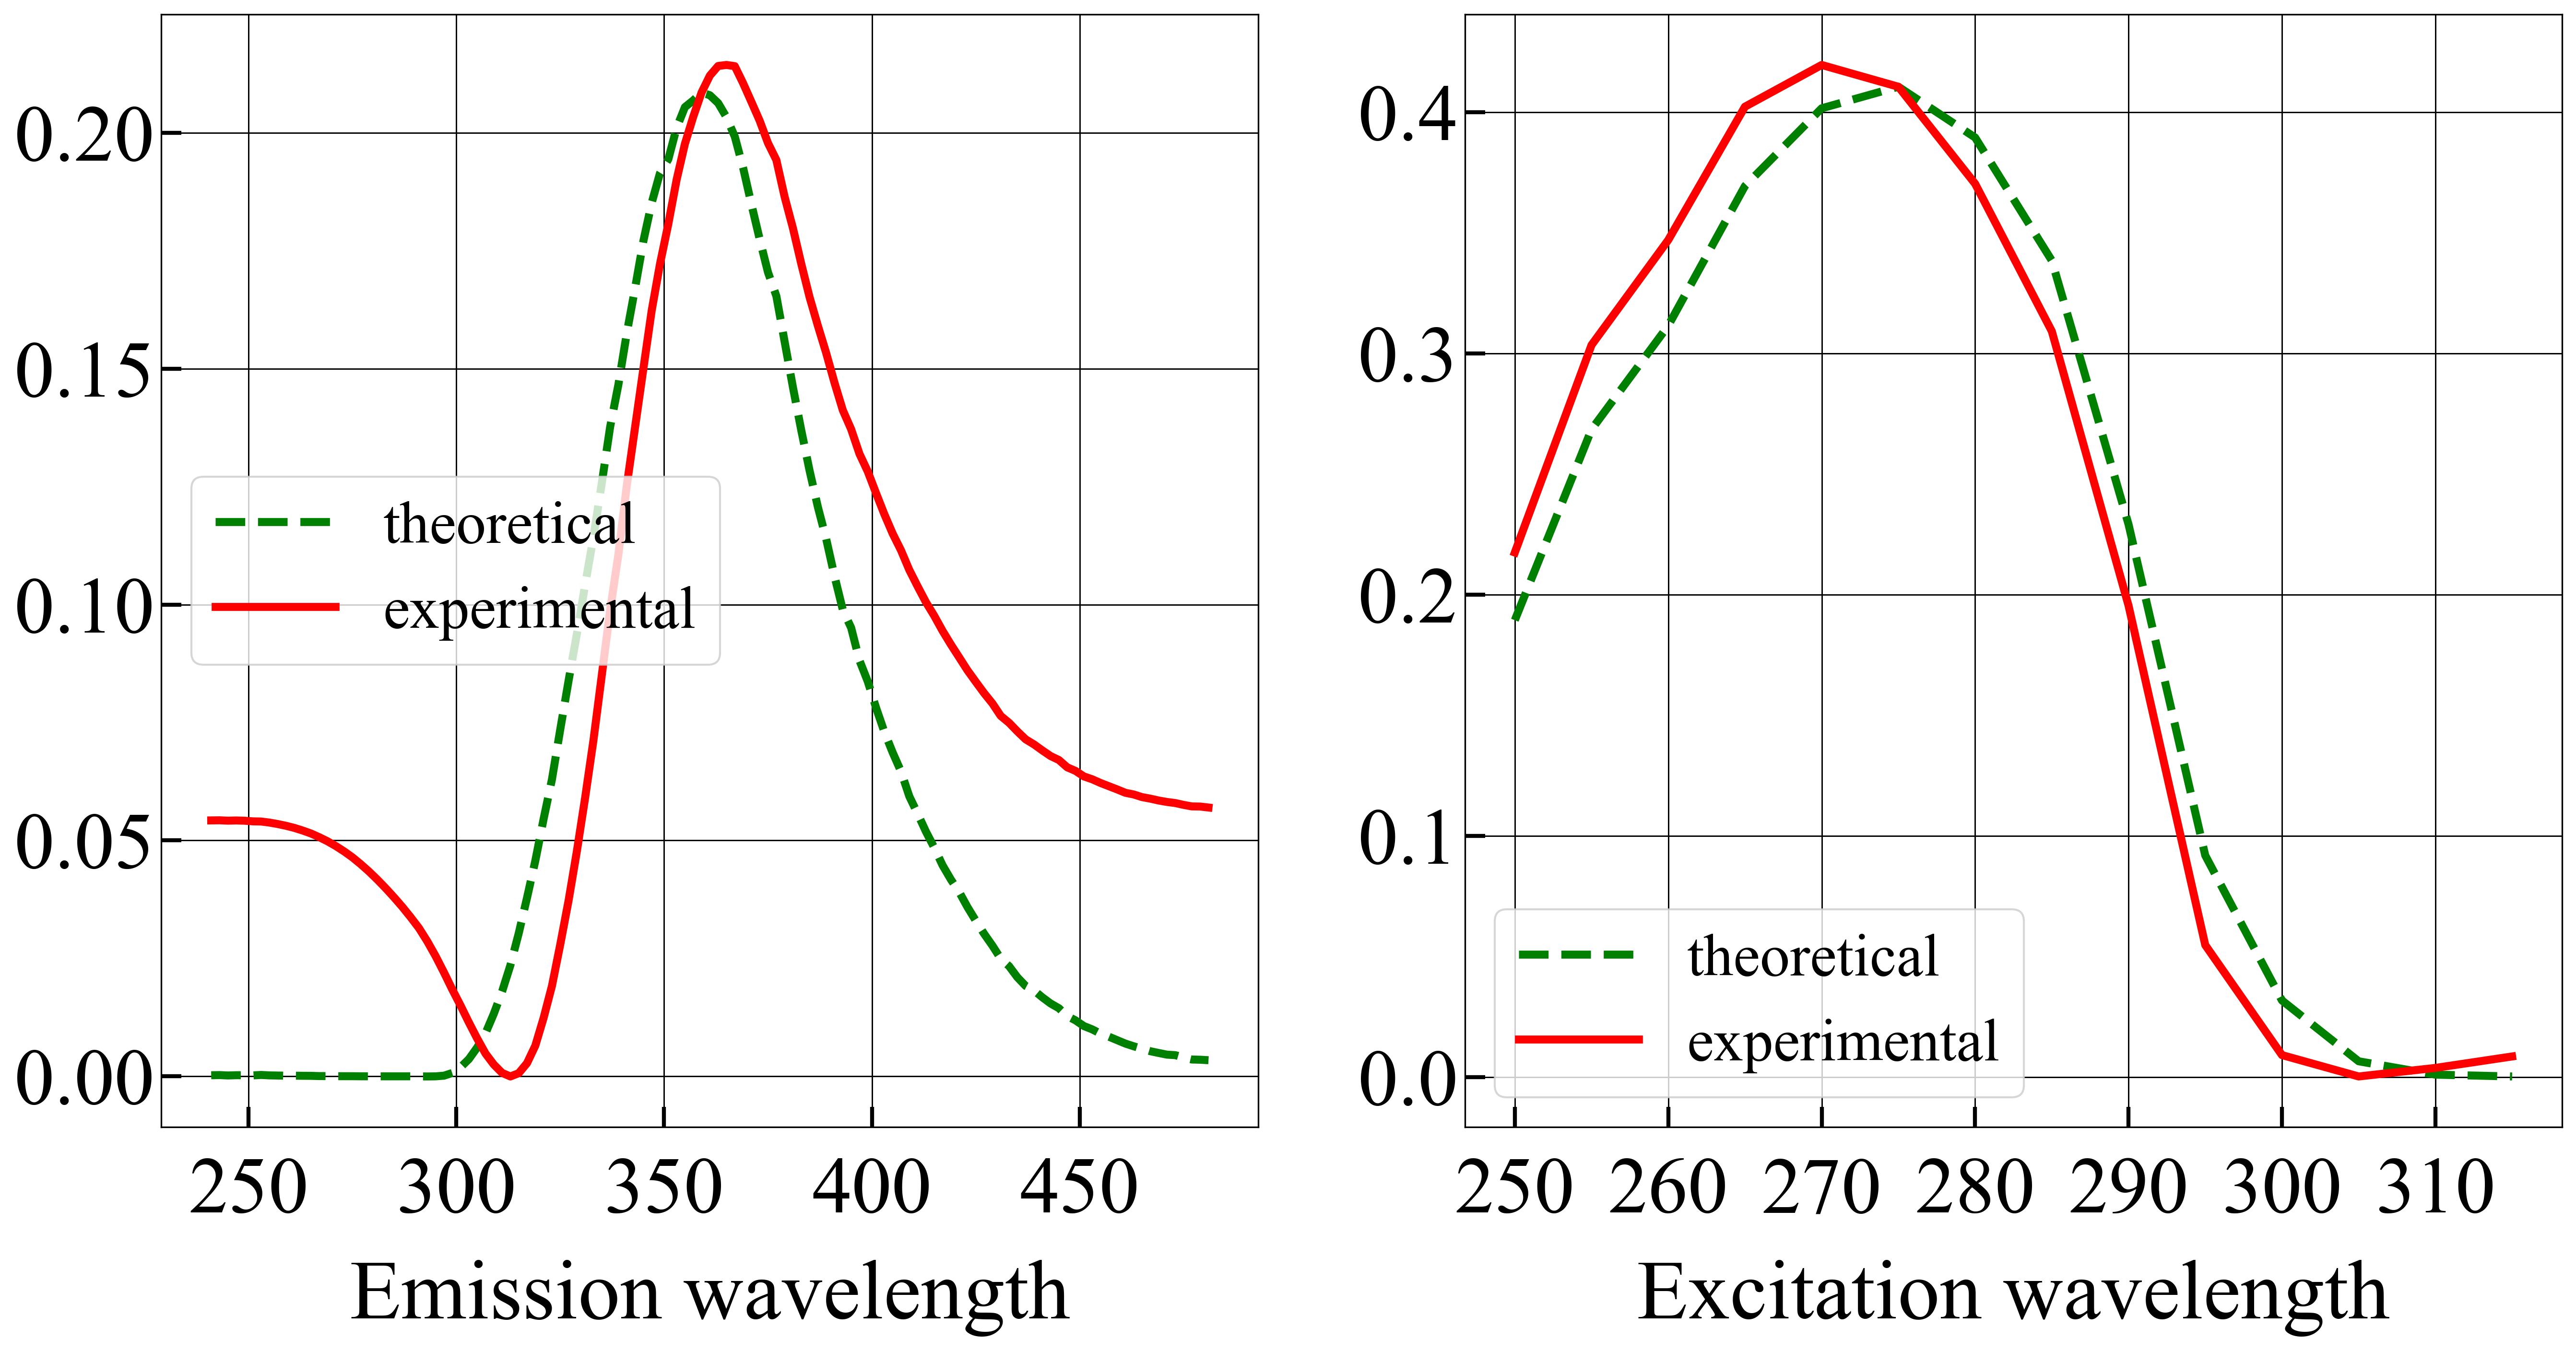 0.20
0.15
0.10
0.05
0.00
theoretical
experimental
250 300 350 400 450
Emission wavelength
0.4
0.3
0.2
0.1
0.0
theoretical
experimental
250 260 270 280 290 300 310
Excitation wavelength